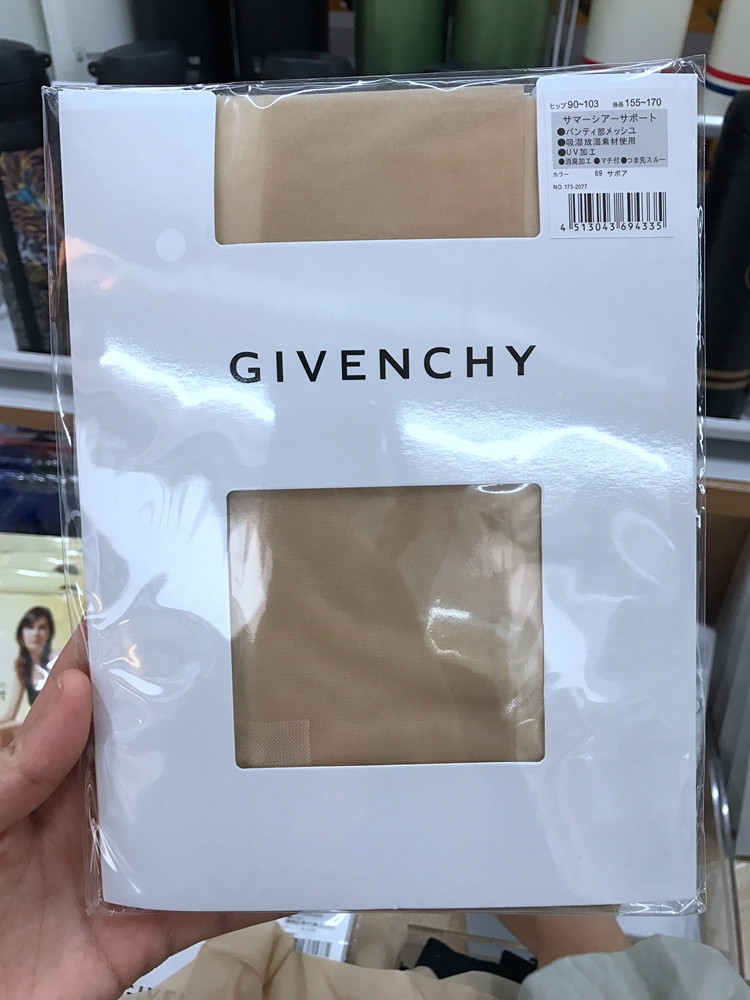 ヒップ90~103 身長155~170
サマーシアーサポート
●パンティ部メッシュ
●吸湿放湿素材使用
●UV加工
●消臭加工 ●マチ付 ●つま先スルー
カラー 69 サボア
NO. 173-2077
4 513043 694335
GIVENCHY